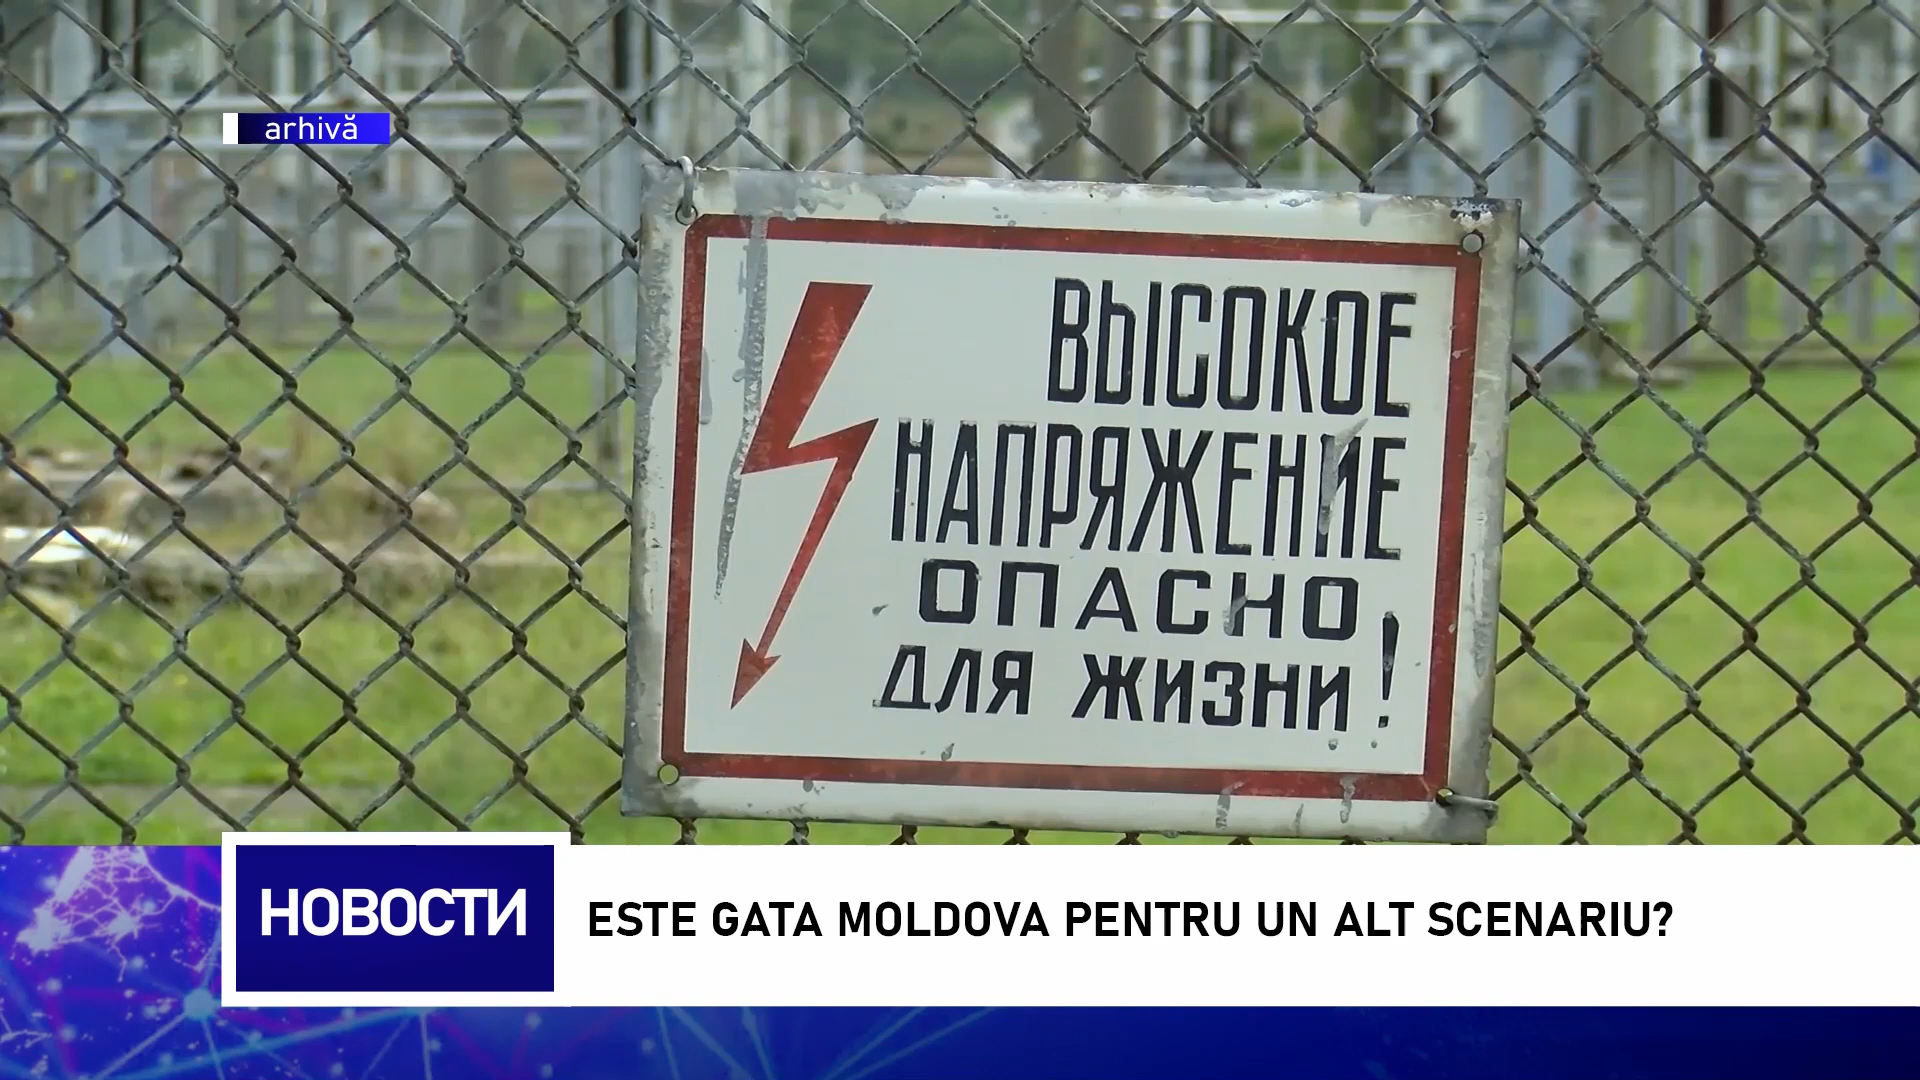 arhivă
ВЫСОКОЕ
НАПРЯЖЕНИЕ
ОПАСНО
ДЛЯ ЖИЗНИ!
НОВОСТИ
ESTE GATA MOLDOVA PENTRU UN ALT SCENARIU?